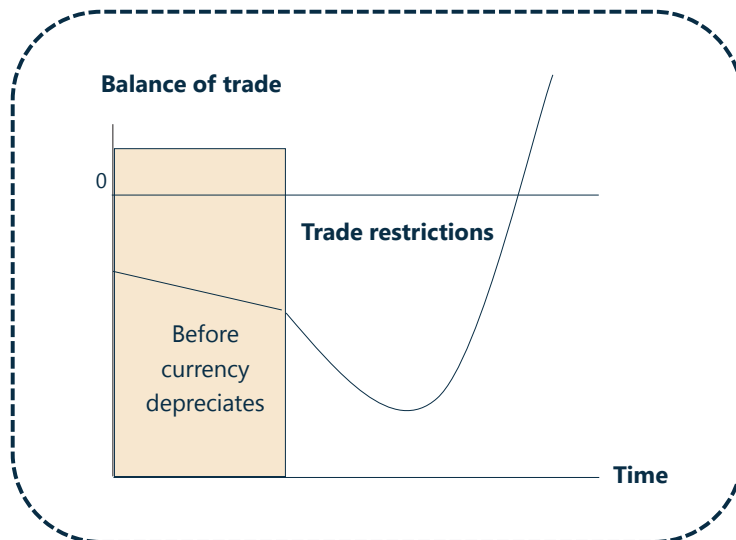 Balance of trade
0
Trade restrictions
Before
currency
depreciates
Time